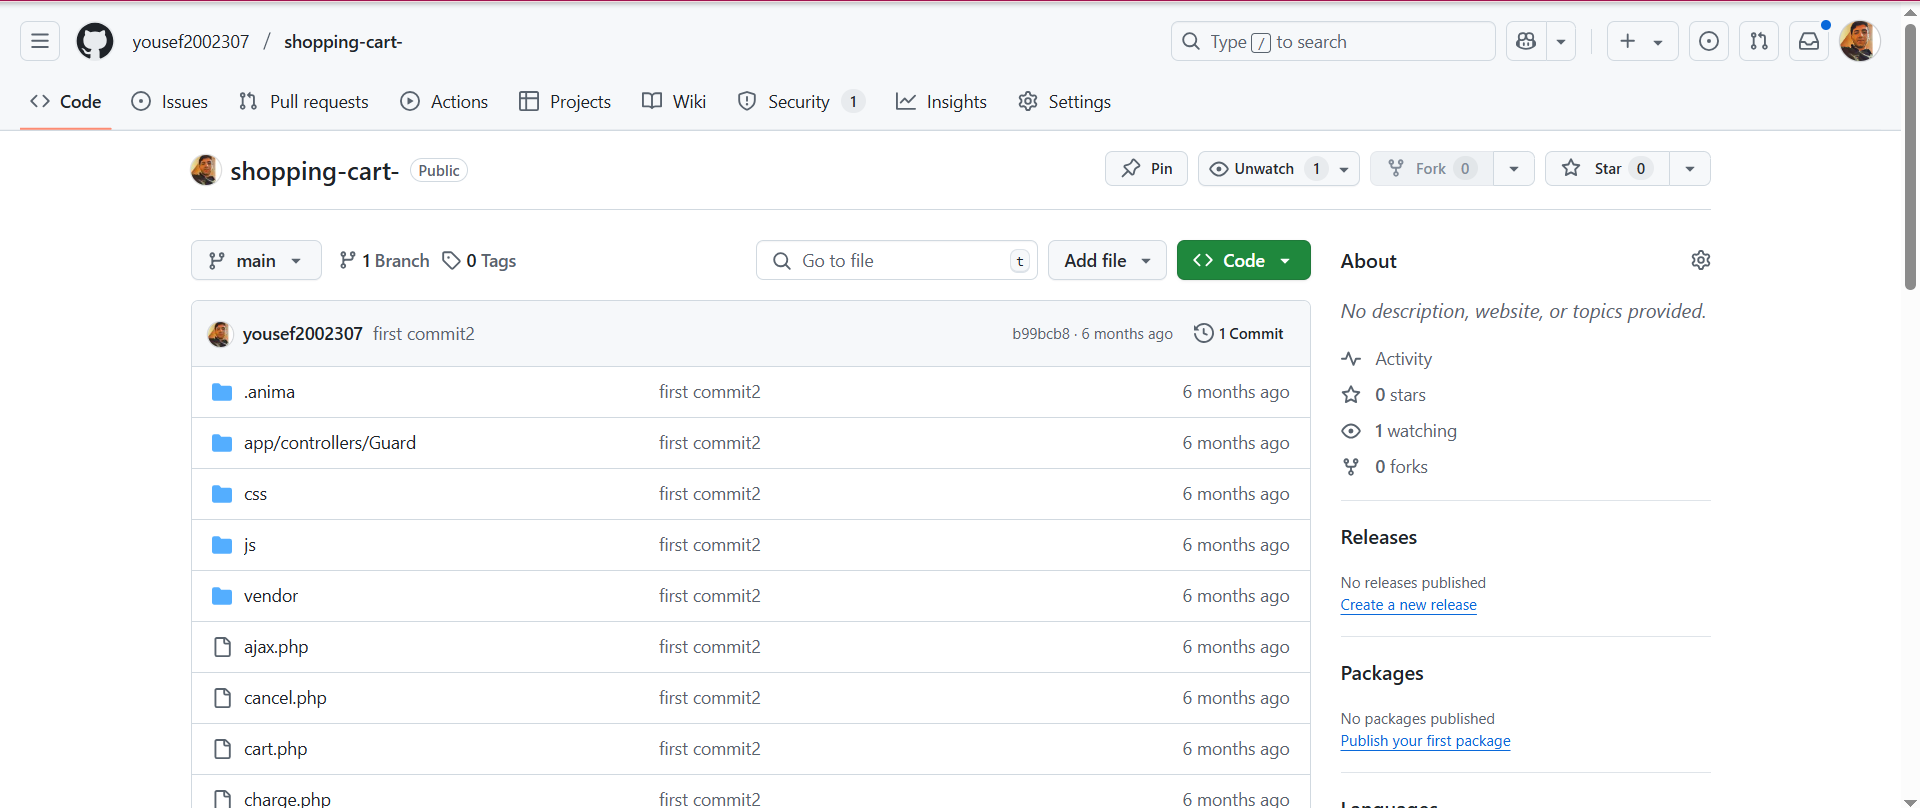 yousef2002307 / shopping-cart-
Type / to search
Code Issues Pull requests Actions Projects Wiki Security 1 Insights Settings
shopping-cart- Public
Pin Unwatch 1 Fork 0 Star 0
main 1 Branch 0 Tags
Go to file t Add file Code
About
No description, website, or topics provided.
yousef2002307 first commit2 b99bcb8 · 6 months ago 1 Commit
.anima first commit2 6 months ago
app/controllers/Guard first commit2 6 months ago
css first commit2 6 months ago
js first commit2 6 months ago
vendor first commit2 6 months ago
ajax.php first commit2 6 months ago
cancel.php first commit2 6 months ago
cart.php first commit2 6 months ago
charge.php first commit2 6 months ago
Activity
0 stars
1 watching
0 forks
Releases
No releases published
Create a new release
Packages
No packages published
Publish your first package
Languages